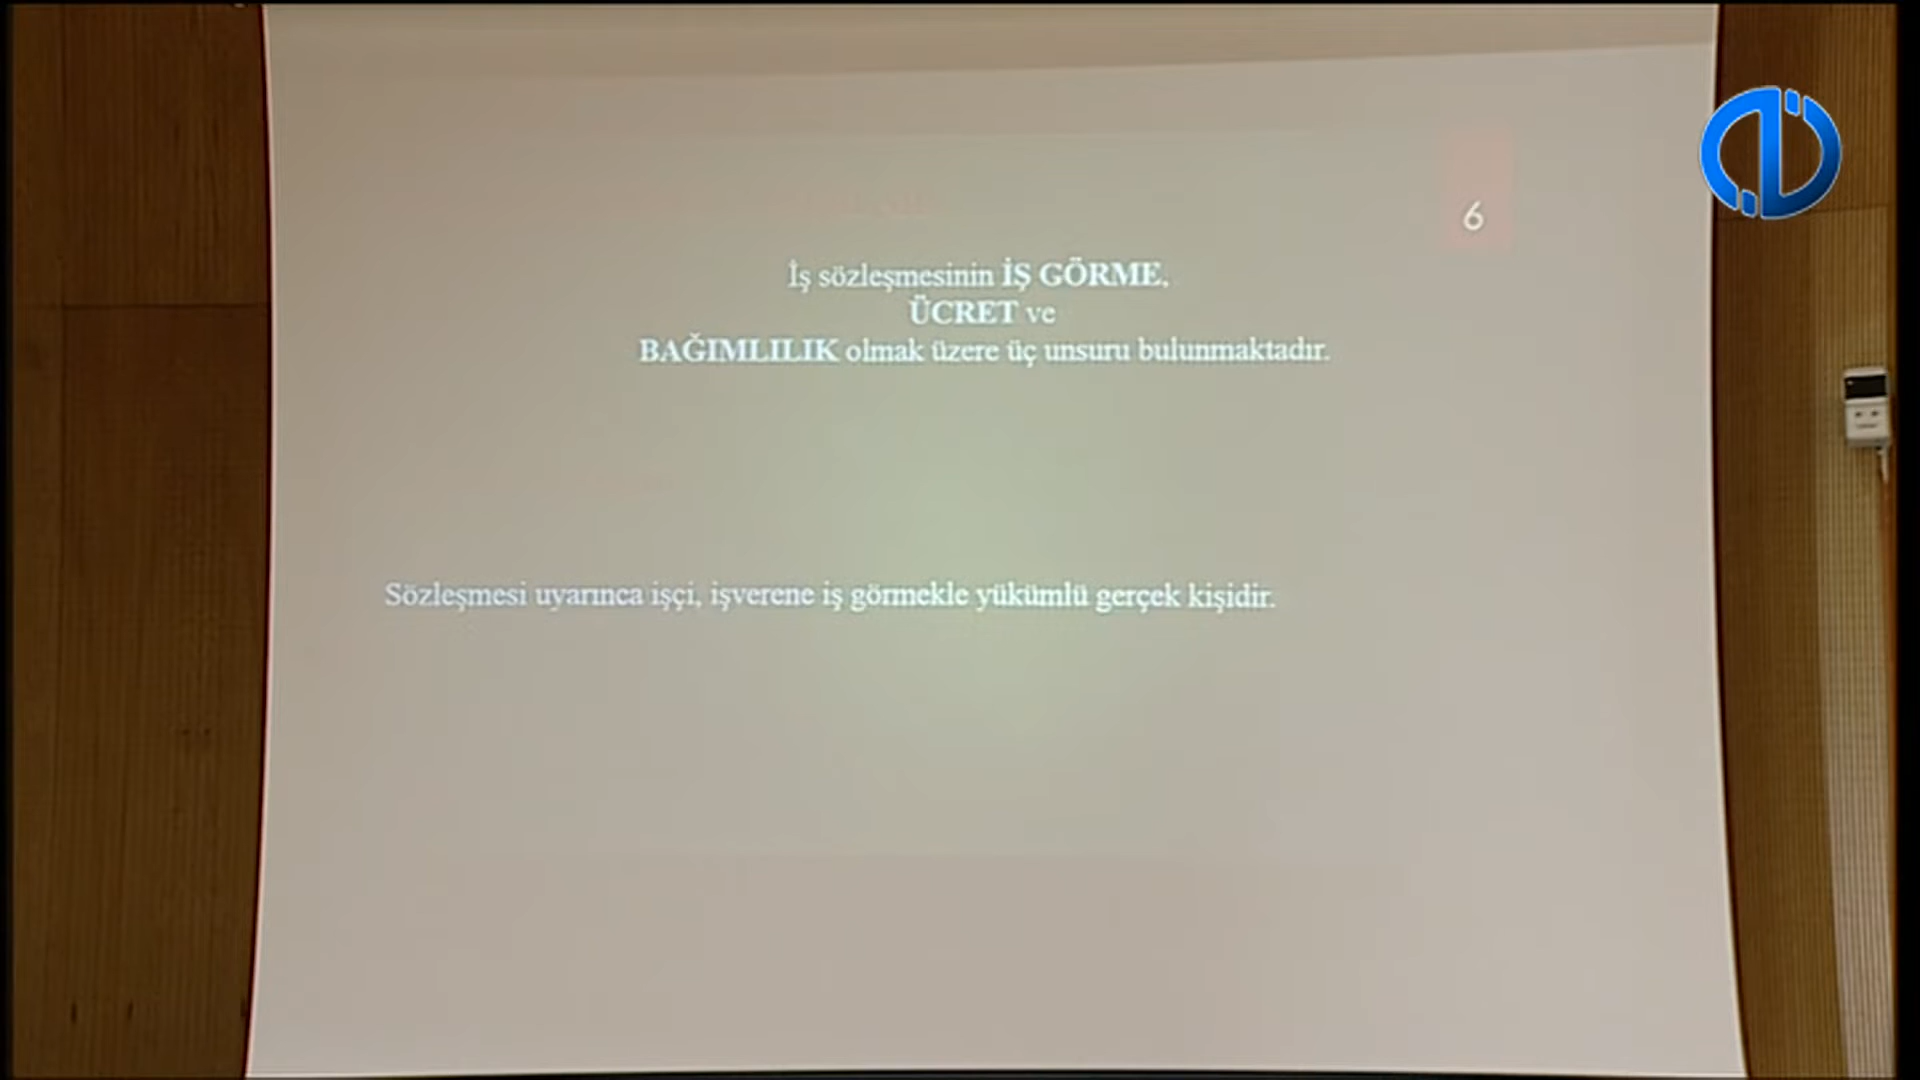 6
İş sözleşmesinin İŞ GÖRME,
ÜCRET ve
BAĞIMLILIK olmak üzere üç unsuru bulunmaktadır.
Sözleşmesi uyarınca işçi, işverene iş görmekle yükümlü gerçek kişidir.